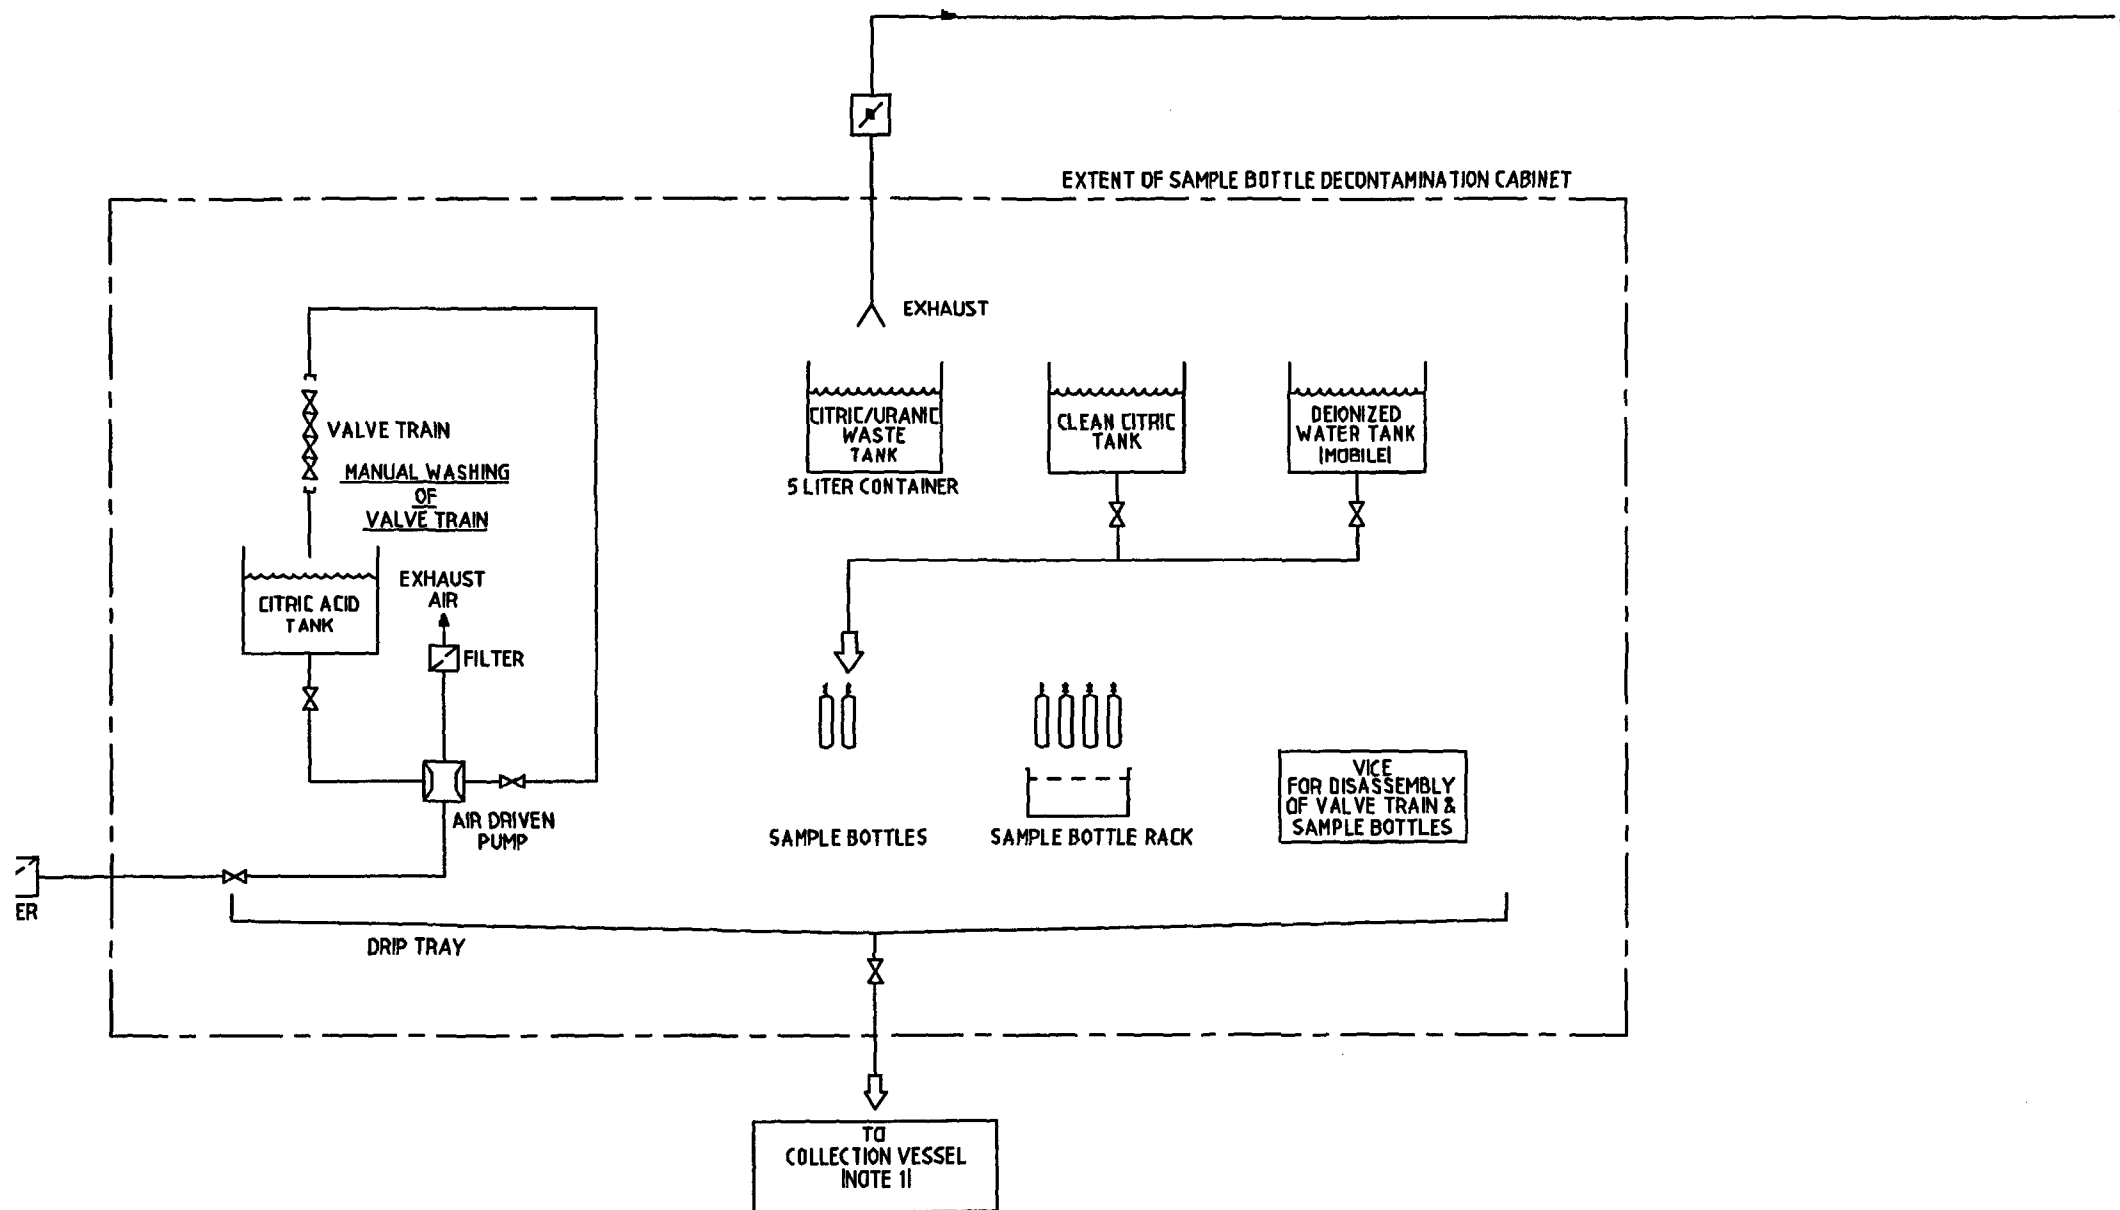 EXTENT OF SAMPLE BOTTLE DECONTAMINATION CABINET
EXHAUST
VALVE TRAIN
MANUAL WASHING
OF
VALVE TRAIN
CITRIC/URANIC
WASTE
TANK
5 LITER CONTAINER
CLEAN CITRIC
TANK
DEIONIZED
WATER TANK
|MOBILE|
CITRIC ACID
TANK
EXHAUST
AIR
FILTER
AIR DRIVEN
PUMP
SAMPLE BOTTLES
SAMPLE BOTTLE RACK
VICE
FOR DISASSEMBLY
OF VALVE TRAIN &
SAMPLE BOTTLES
ER
DRIP TRAY
TO
COLLECTION VESSEL
|NOTE 1|